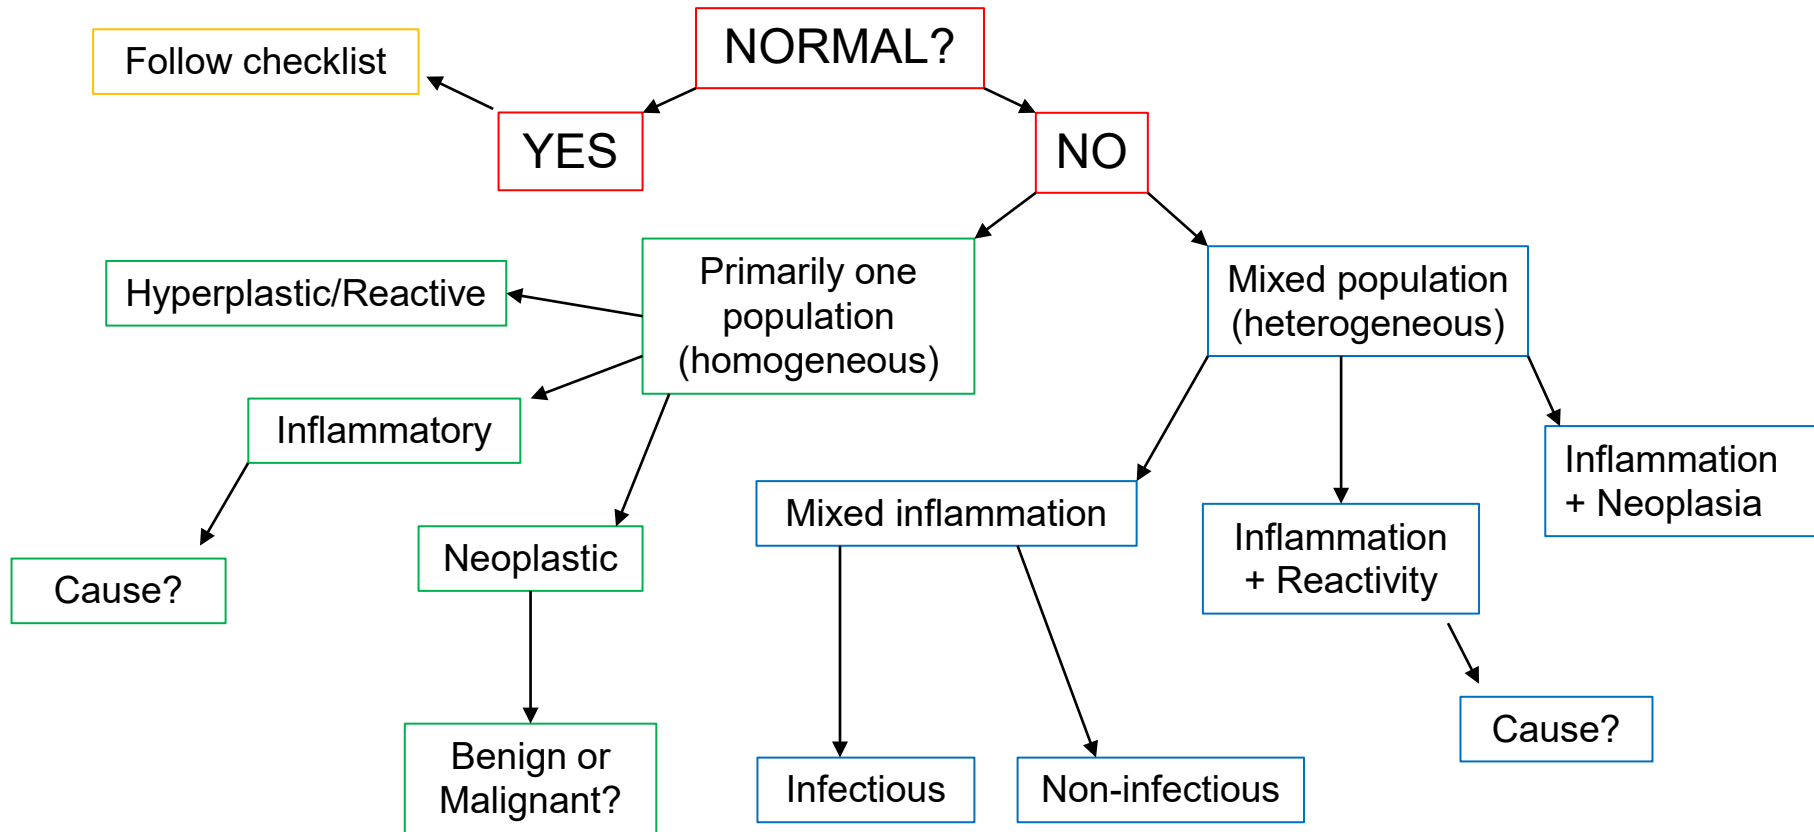 NORMAL?
Follow checklist
YES
NO
Primarily one
population
(homogeneous)
Mixed population
(heterogeneous)
Hyperplastic/Reactive
Inflammatory
Cause?
Neoplastic
Benign or
Malignant?
Mixed inflammation
Infectious
Non-infectious
Inflammation
+ Reactivity
Cause?
Inflammation
+ Neoplasia